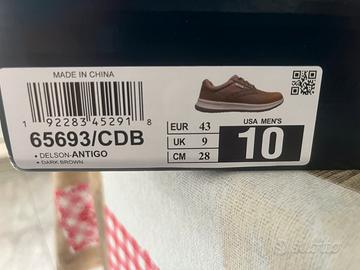 MADE IN CHINA
1 92283 45291 8
65693/CDB
• DELSON-ANTIGO
• DARK BROWN
EUR 43
UK 9
CM 28
USA MEN'S
10
subito